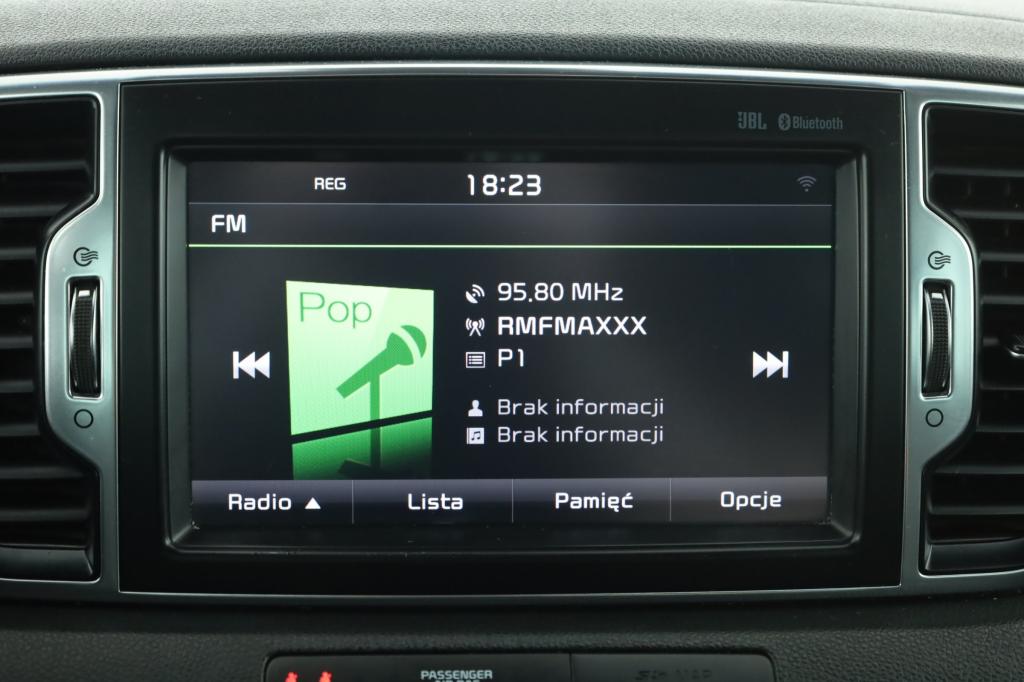 JBL Bluetooth
REG 18:23
FM
Pop
95.80 MHz
RMFMAXXX
P1
Brak informacji
Brak informacji
Radio ▲ Lista Pamięć Opcje
PASSENGER